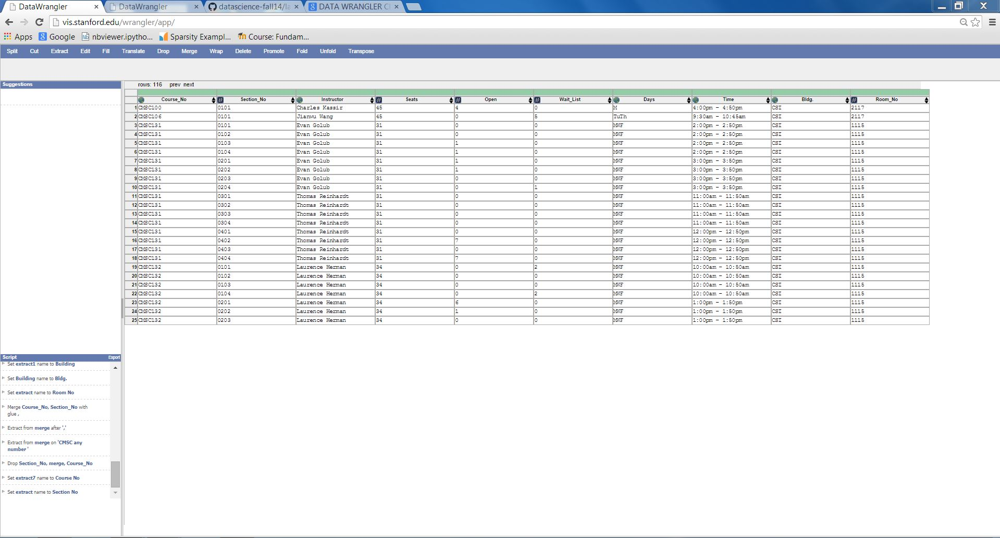 DataWrangler DataWrangler datascience-fall14/la DATA WRANGLER C
vis.stanford.edu/wrangler/app/
Apps Google nbviewer.ipytho... Sparsity Exampl... Course: Fundam...
Split Cut Extract Edit Fill Translate Drop Merge Wrap Delete Promote Fold Unfold Transpose
Suggestions
rows: 116 prev next
Course_No Section_No Instructor Seats Open Wait_List Days Time Bldg. Room_No
1 CMSC100 0101 Charles Kassir 45 4 0 M 4:00pm - 4:50pm CSI 2117
2 CMSC106 0101 Jianwu Wang 45 0 5 TuTh 9:30am - 10:45am CSI 2117
3 CMSC131 0101 Evan Golub 31 0 0 MWF 2:00pm - 2:50pm CSI 1115
4 CMSC131 0102 Evan Golub 31 0 0 MWF 2:00pm - 2:50pm CSI 1115
5 CMSC131 0103 Evan Golub 31 1 0 MWF 2:00pm - 2:50pm CSI 1115
6 CMSC131 0104 Evan Golub 31 1 0 MWF 2:00pm - 2:50pm CSI 1115
7 CMSC131 0201 Evan Golub 31 1 0 MWF 3:00pm - 3:50pm CSI 1115
8 CMSC131 0202 Evan Golub 31 1 0 MWF 3:00pm - 3:50pm CSI 1115
9 CMSC131 0203 Evan Golub 31 0 0 MWF 3:00pm - 3:50pm CSI 1115
10 CMSC131 0204 Evan Golub 31 0 1 MWF 3:00pm - 3:50pm CSI 1115
11 CMSC131 0301 Thomas Reinhardt 31 0 0 MWF 11:00am - 11:50am CSI 1115
12 CMSC131 0302 Thomas Reinhardt 31 0 0 MWF 11:00am - 11:50am CSI 1115
13 CMSC131 0303 Thomas Reinhardt 31 0 0 MWF 11:00am - 11:50am CSI 1115
14 CMSC131 0304 Thomas Reinhardt 31 0 0 MWF 11:00am - 11:50am CSI 1115
15 CMSC131 0401 Thomas Reinhardt 31 0 0 MWF 12:00pm - 12:50pm CSI 1115
16 CMSC131 0402 Thomas Reinhardt 31 7 0 MWF 12:00pm - 12:50pm CSI 1115
17 CMSC131 0403 Thomas Reinhardt 31 0 0 MWF 12:00pm - 12:50pm CSI 1115
18 CMSC131 0404 Thomas Reinhardt 31 7 0 MWF 12:00pm - 12:50pm CSI 1115
19 CMSC132 0101 Laurence Herman 34 0 2 MWF 10:00am - 10:50am CSI 1115
20 CMSC132 0102 Laurence Herman 34 0 0 MWF 10:00am - 10:50am CSI 1115
21 CMSC132 0103 Laurence Herman 34 0 0 MWF 10:00am - 10:50am CSI 1115
22 CMSC132 0104 Laurence Herman 34 0 2 MWF 10:00am - 10:50am CSI 1115
23 CMSC132 0201 Laurence Herman 34 6 0 MWF 1:00pm - 1:50pm CSI 1115
24 CMSC132 0202 Laurence Herman 34 1 0 MWF 1:00pm - 1:50pm CSI 1115
25 CMSC132 0203 Laurence Herman 34 0 0 MWF 1:00pm - 1:50pm CSI 1115
Script Export
Set extract1 name to Building
Set Building name to Bldg.
Set extract name to Room No
Merge Course_No, Section_No with
glue ,
Extract from merge after ','
Extract from merge on 'CMSC any
number '
Drop Section_No, merge, Course_No
Set extract7 name to Course No
Set extract name to Section No